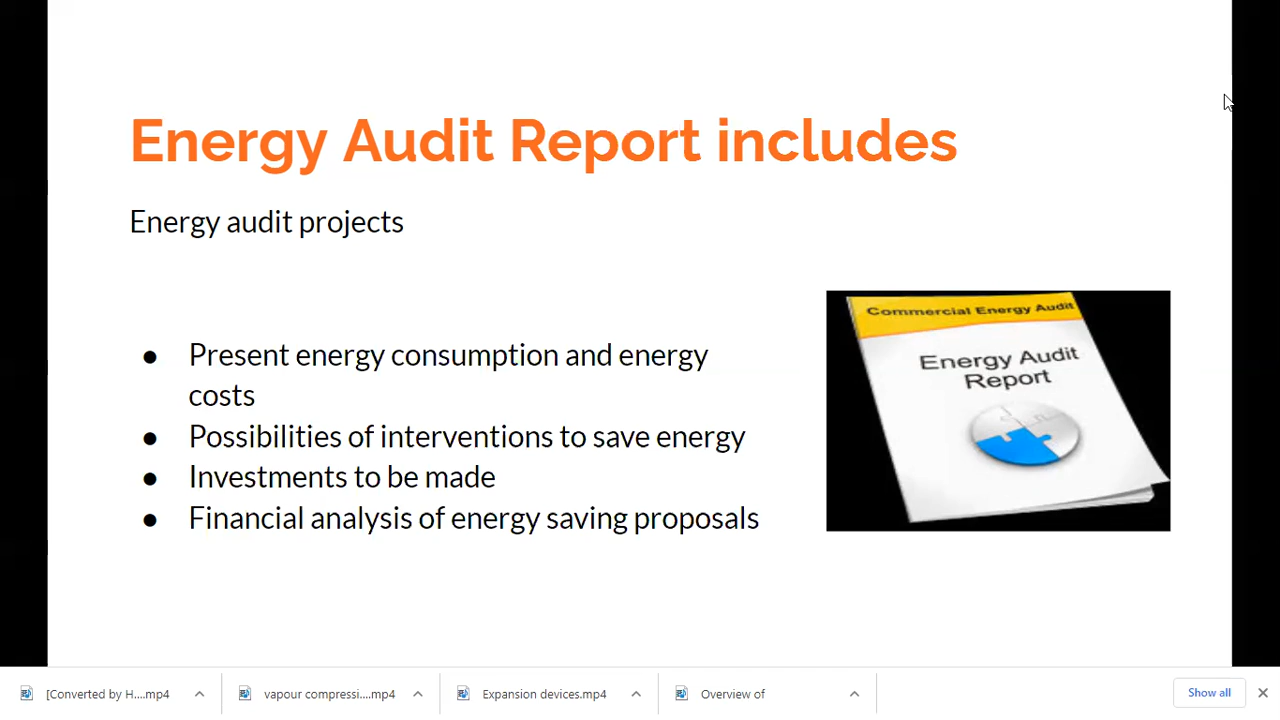 Energy Audit Report includes
Energy audit projects
● Present energy consumption and energy
costs
● Possibilities of interventions to save energy
● Investments to be made
● Financial analysis of energy saving proposals
Commercial Energy Audit
Energy Audit
Report
[Converted by H....mp4
vapour compressi....mp4
Expansion devices.mp4
Overview of
Show all